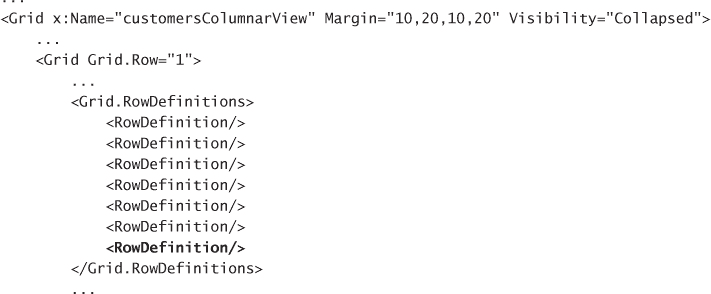 ...
<Grid x:Name="customersColumnarView" Margin="10,20,10,20" Visibility="Collapsed">
...
<Grid Grid.Row="1">
...
<Grid.RowDefinitions>
<RowDefinition/>
<RowDefinition/>
<RowDefinition/>
<RowDefinition/>
<RowDefinition/>
<RowDefinition/>
<RowDefinition/>
</Grid.RowDefinitions>
...